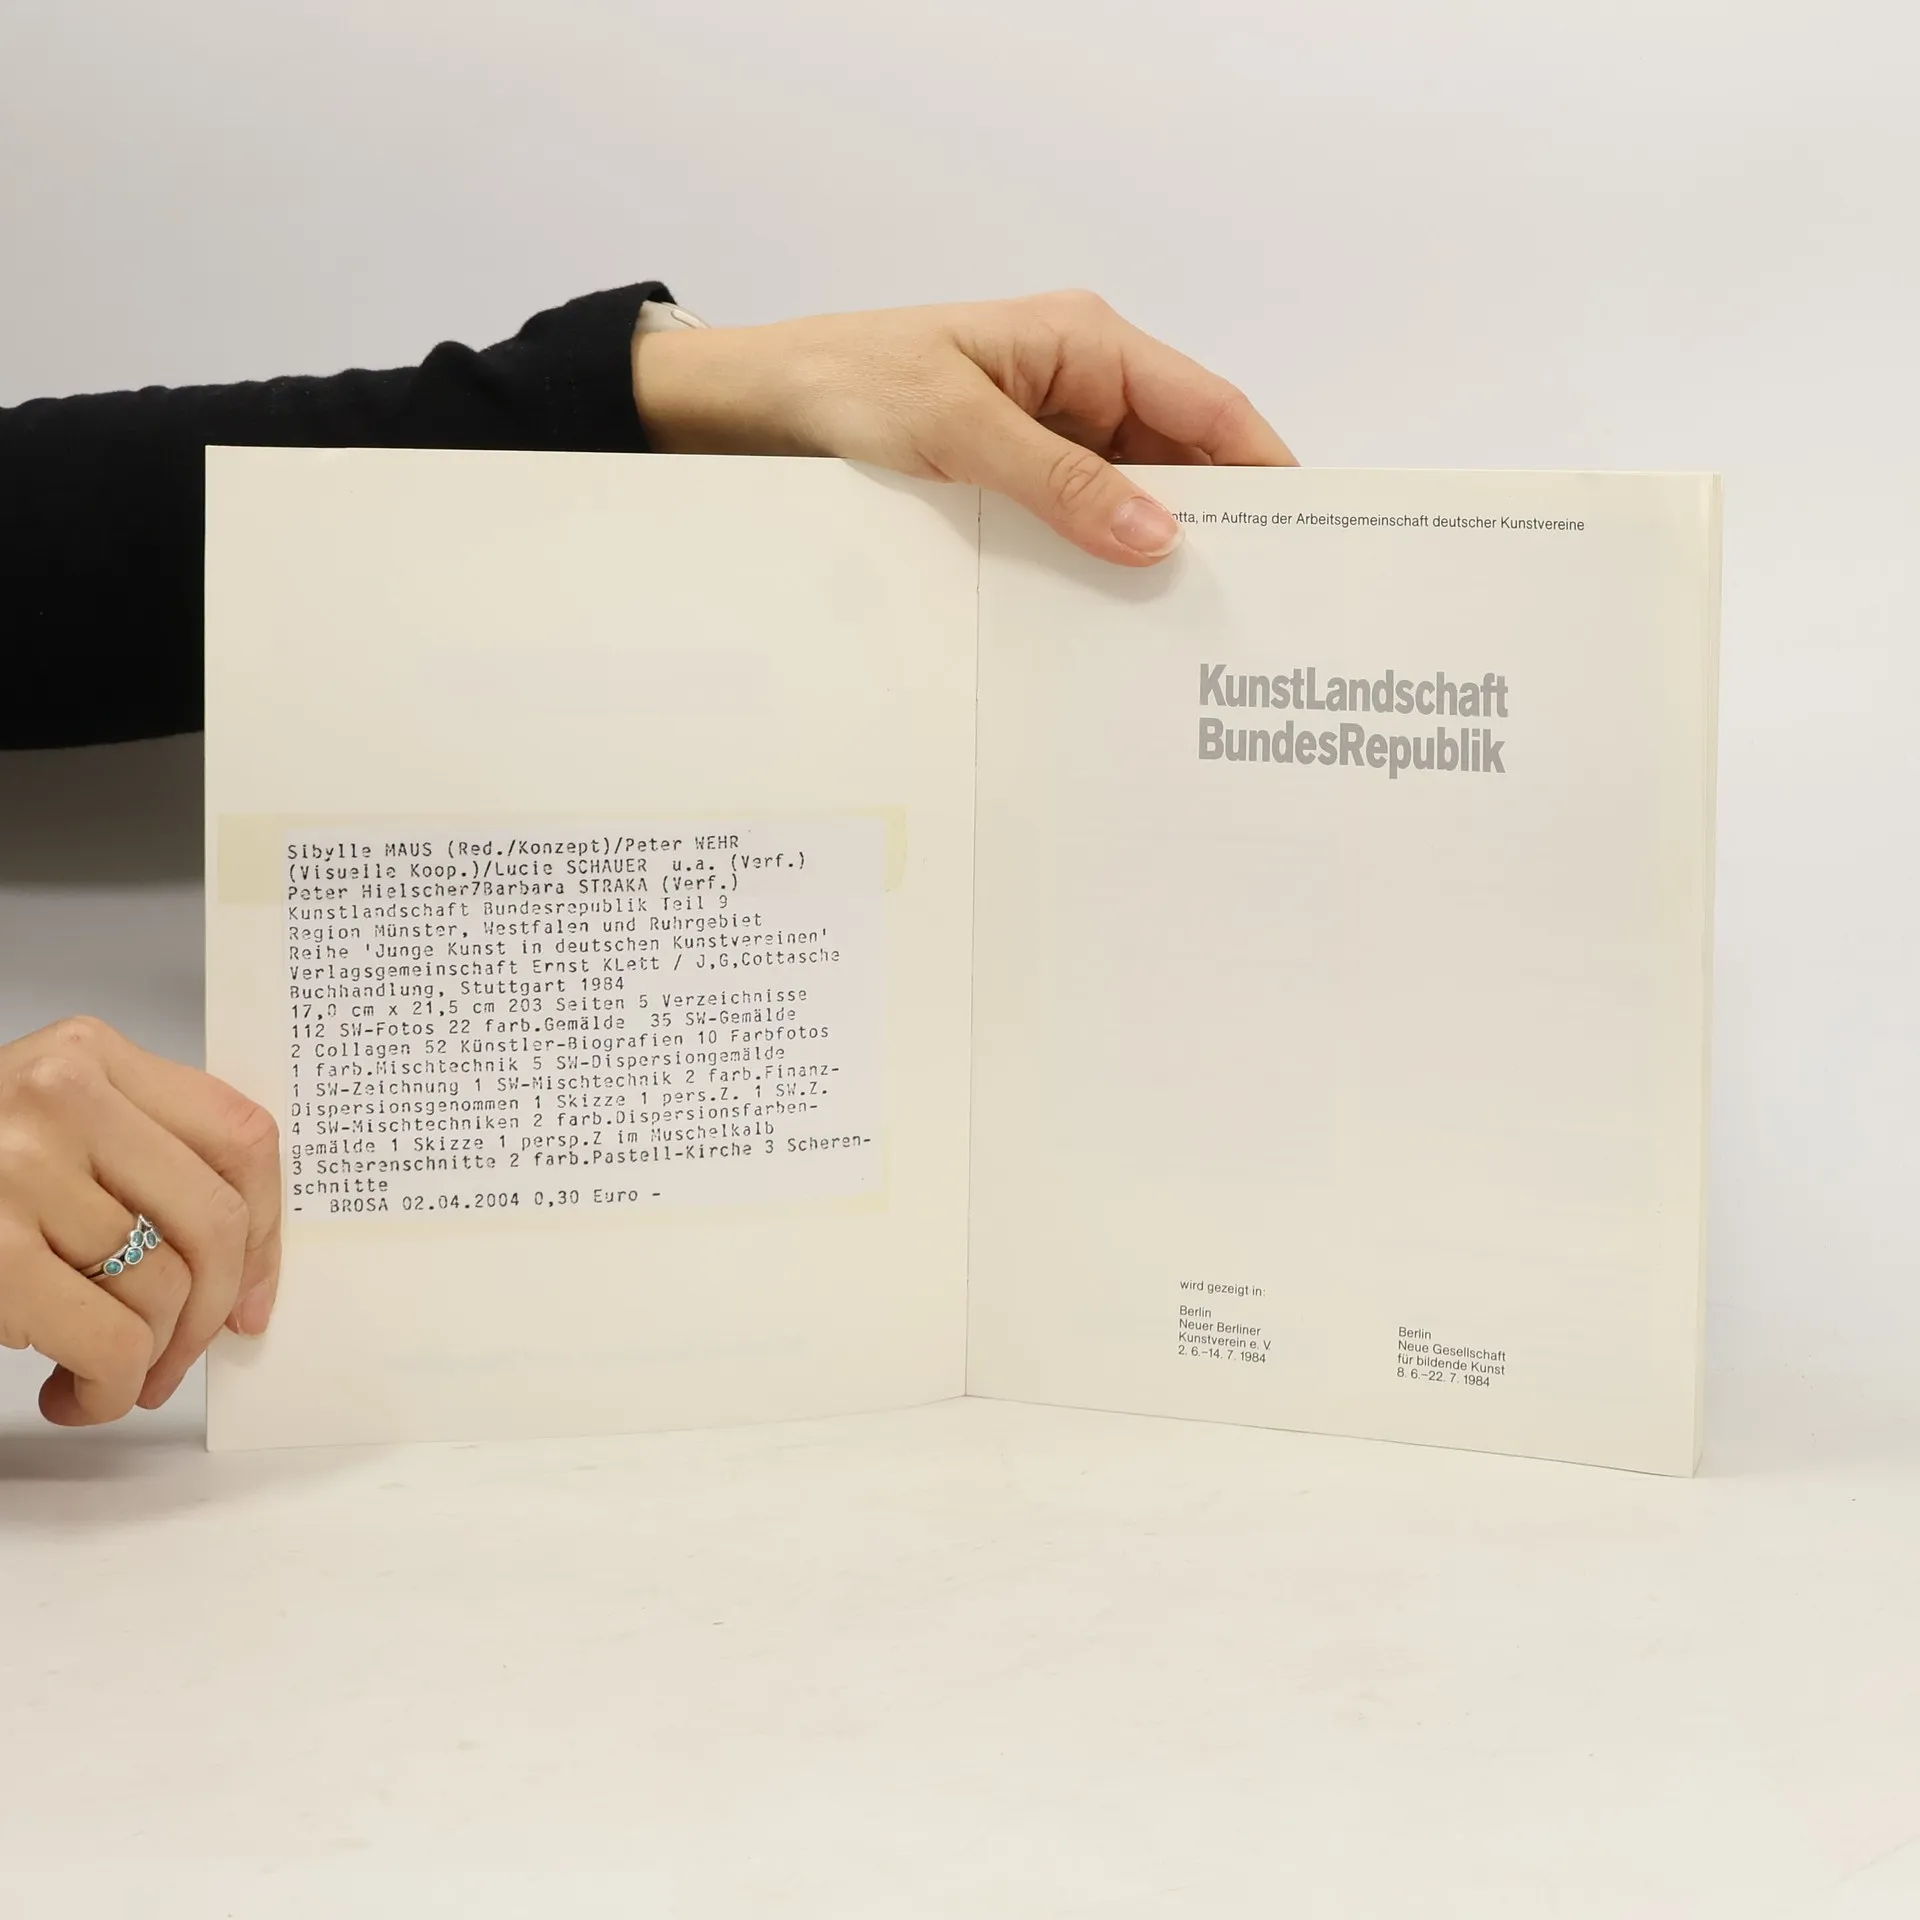 Sibylle MAUS (Red./Konzept)/Peter WEHR
(Visuelle Koop.)/Lucie SCHAUER u.a. (Verf.)
Peter Hielscher7Barbara STRAKA (Verf.)
Kunstlandschaft Bundesrepublik Teil 9
Region Münster, Westfalen und Ruhrgebiet
Reihe 'Junge Kunst in deutschen Kunstvereinen'
Verlagsgemeinschaft Ernst KLett / J,G,Cottasche
Buchhandlung, Stuttgart 1984
17,0 cm x 21,5 cm 203 Seiten 5 Verzeichnisse
112 SW-Fotos 22 farb.Gemälde 35 SW-Gemälde
2 Collagen 52 Künstler-Biografien 10 Farbfotos
1 farb.Mischtechnik 5 SW-Dispersiongemälde
1 SW-Zeichnung 1 SW-Mischtechnik 2 farb.Finanz-
Dispersionsgenommen 1 Skizze 1 pers.Z. 1 SW.Z.
4 SW-Mischtechniken 2 farb.Dispersionsfarben-
gemälde 1 Skizze 1 persp.Z im Muschelkalb
3 Scherenschnitte 2 farb.Pastell-Kirche 3 Scheren-
schnitte
- BROSA 02.04.2004 0,30 Euro -
otta, im Auftrag der Arbeitsgemeinschaft deutscher Kunstvereine
KunstLandschaft
BundesRepublik
wird gezeigt in:
Berlin
Neuer Berliner
Kunstverein e. V.
2. 6.–14. 7. 1984
Berlin
Neue Gesellschaft
für bildende Kunst
8. 6.–22. 7. 1984